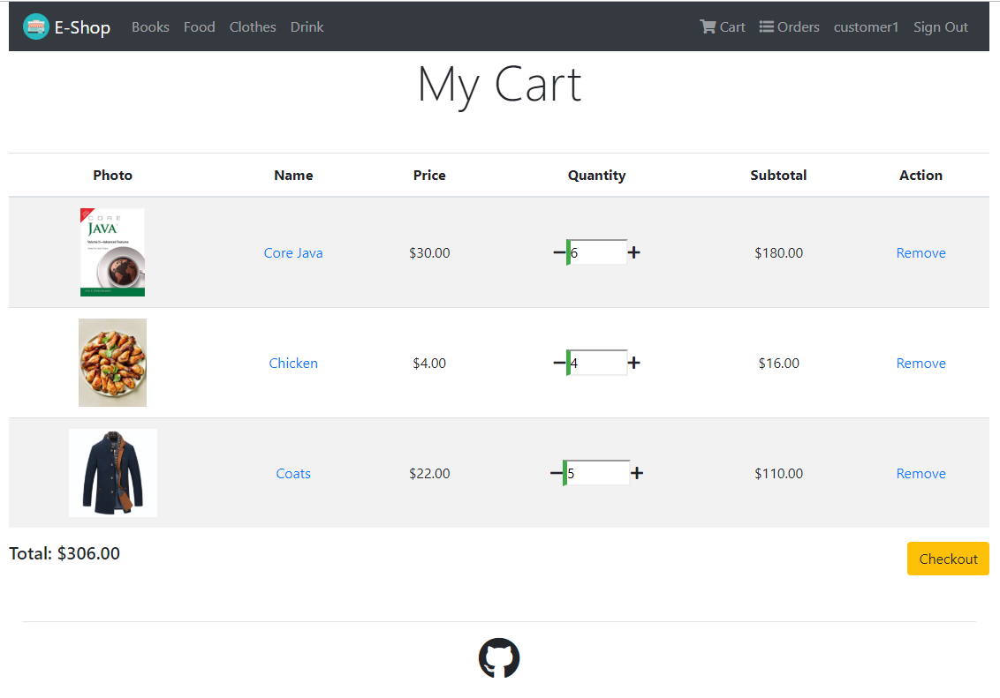 E-Shop Books Food Clothes Drink Cart Orders customer1 Sign Out
My Cart
Photo Name Price Quantity Subtotal Action
CORE
JAVA
Volume II—Advanced Features
Core Java $30.00 − 6 + $180.00 Remove
Chicken $4.00 − 4 + $16.00 Remove
Coats $22.00 − 5 + $110.00 Remove
Total: $306.00
Checkout